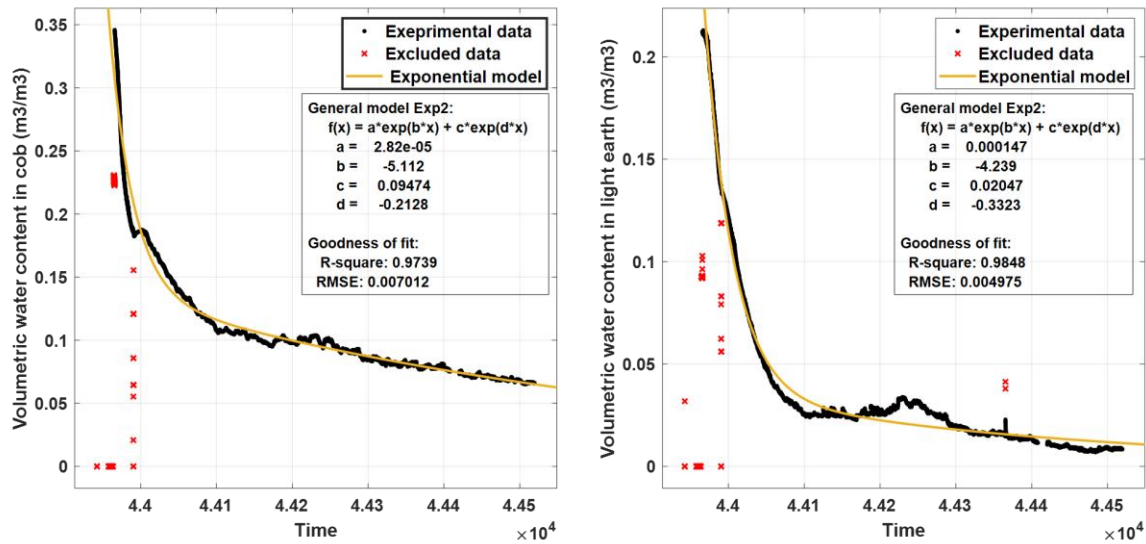 Volumetric water content in cob (m3/m3)
0.35
0.3
0.25
0.2
0.15
0.1
0.05
0
Exeprimental data
Excluded data
Exponential model
General model Exp2:
f(x) = a*exp(b*x) + c*exp(d*x)
a = 2.82e-05
b = -5.112
c = 0.09474
d = -0.2128
Goodness of fit:
R-square: 0.9739
RMSE: 0.007012
4.4 4.41 4.42 4.43 4.44 4.45
×10⁴
Time
Volumetric water content in light earth (m3/m3)
0.2
0.15
0.1
0.05
0
Experimental data
Excluded data
Exponential model
General model Exp2:
f(x) = a*exp(b*x) + c*exp(d*x)
a = 0.000147
b = -4.239
c = 0.02047
d = -0.3323
Goodness of fit:
R-square: 0.9848
RMSE: 0.004975
4.4 4.41 4.42 4.43 4.44 4.45
×10⁴
Time